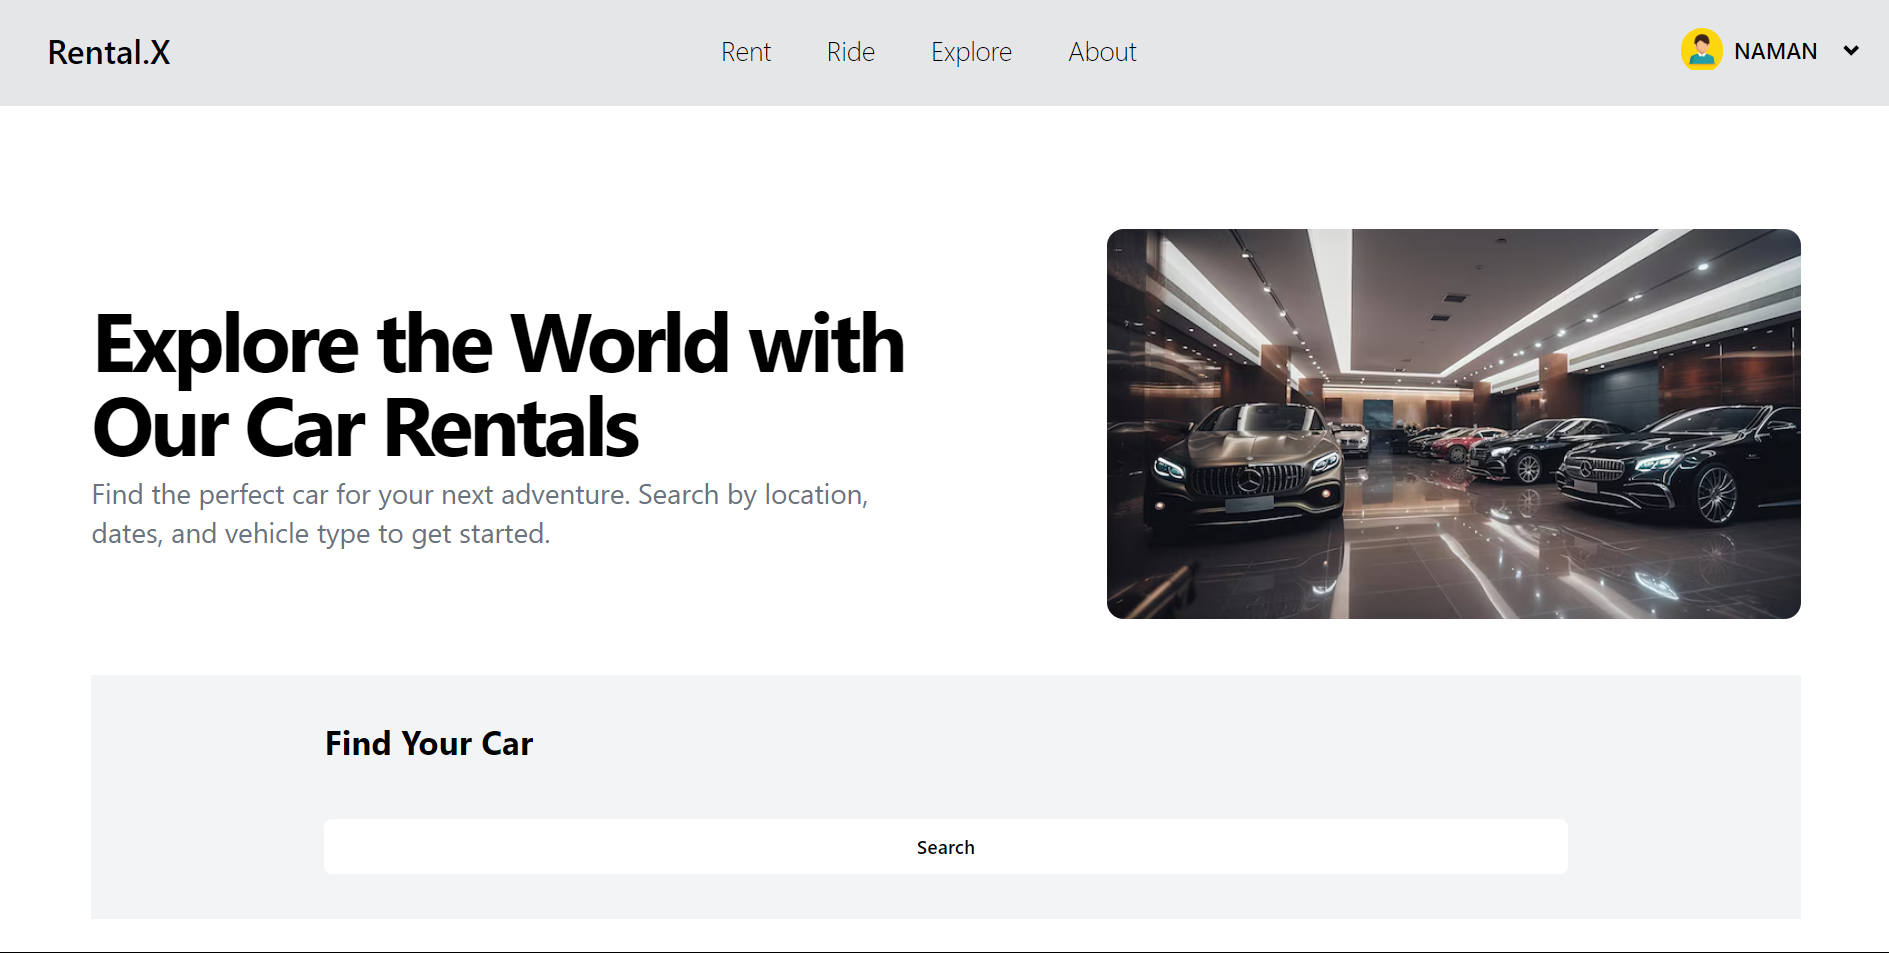 Rental.X
Rent
Ride
Explore
About
NAMAN
Explore the World with
Our Car Rentals
Find the perfect car for your next adventure. Search by location,
dates, and vehicle type to get started.
Find Your Car
Search